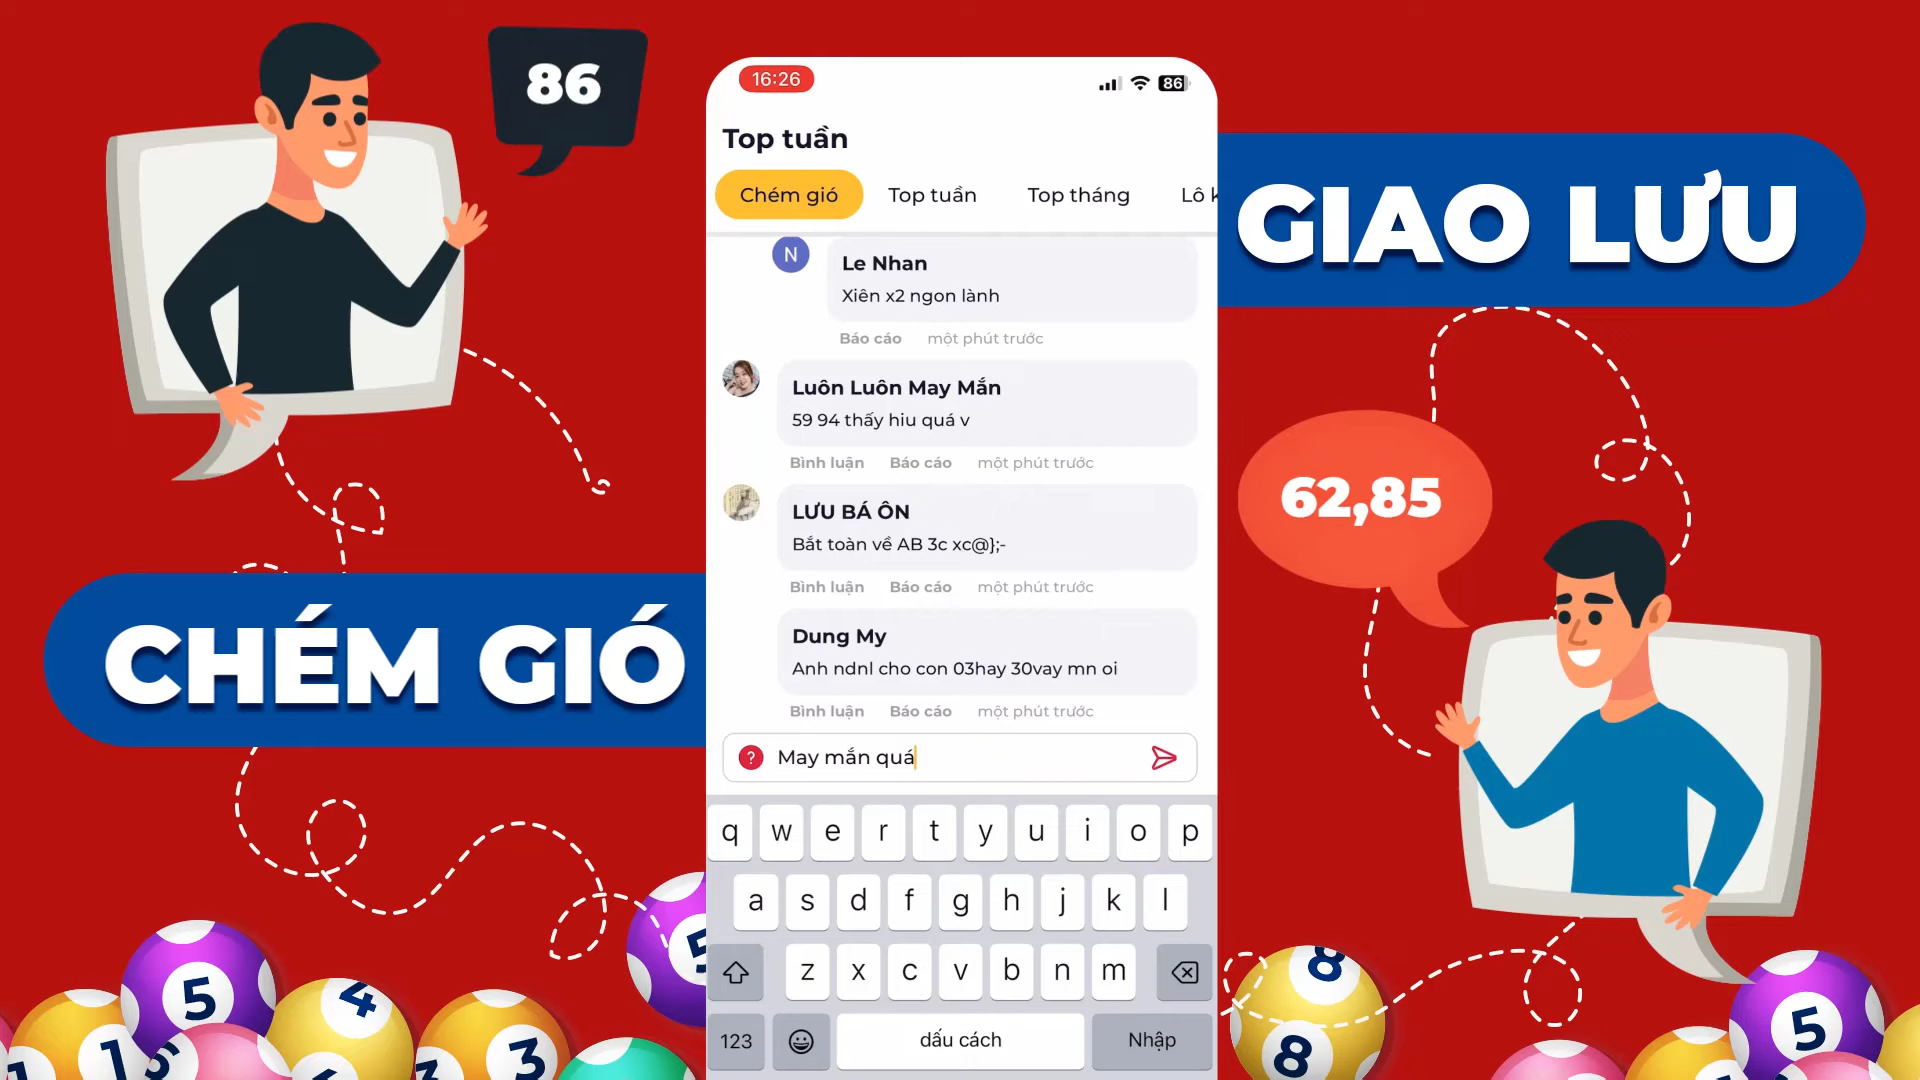 86
16:26
86
Top tuần
Chém gió
Top tuần
Top tháng
Lô
GIAO LƯU
N
Le Nhan
Xiên x2 ngon lành
Báo cáo
một phút trước
Luôn Luôn May Mắn
59 94 thấy hiu quá v
Bình luận
Báo cáo
một phút trước
LƯU BÁ ÔN
Bắt toàn về AB 3c xc@};-
Bình luận
Báo cáo
một phút trước
62,85
CHÉM GIÓ
Dung My
Anh ndnl cho con 03hay 30vay mn oi
Bình luận
Báo cáo
một phút trước
? May mắn quá
q w e r t y u i o p
a s d f g h j k l
z x c v b n m
123
dấu cách
Nhập
5
4
1
5
3
5
8
8
5